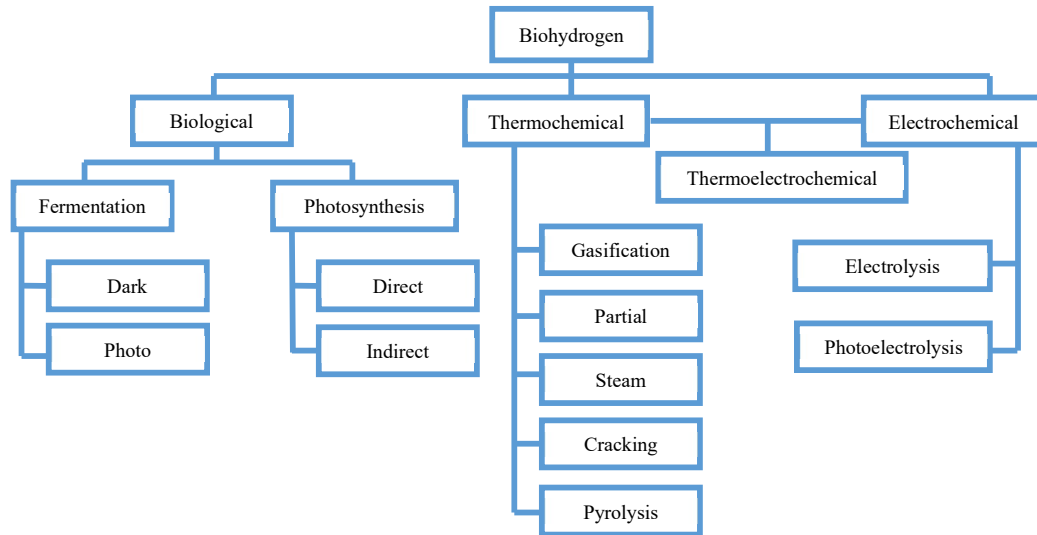 Biohydrogen
Biological
Thermochemical
Electrochemical
Thermoelectrochemical
Fermentation
Photosynthesis
Dark
Photo
Direct
Indirect
Gasification
Partial
Steam
Cracking
Pyrolysis
Electrolysis
Photoelectrolysis